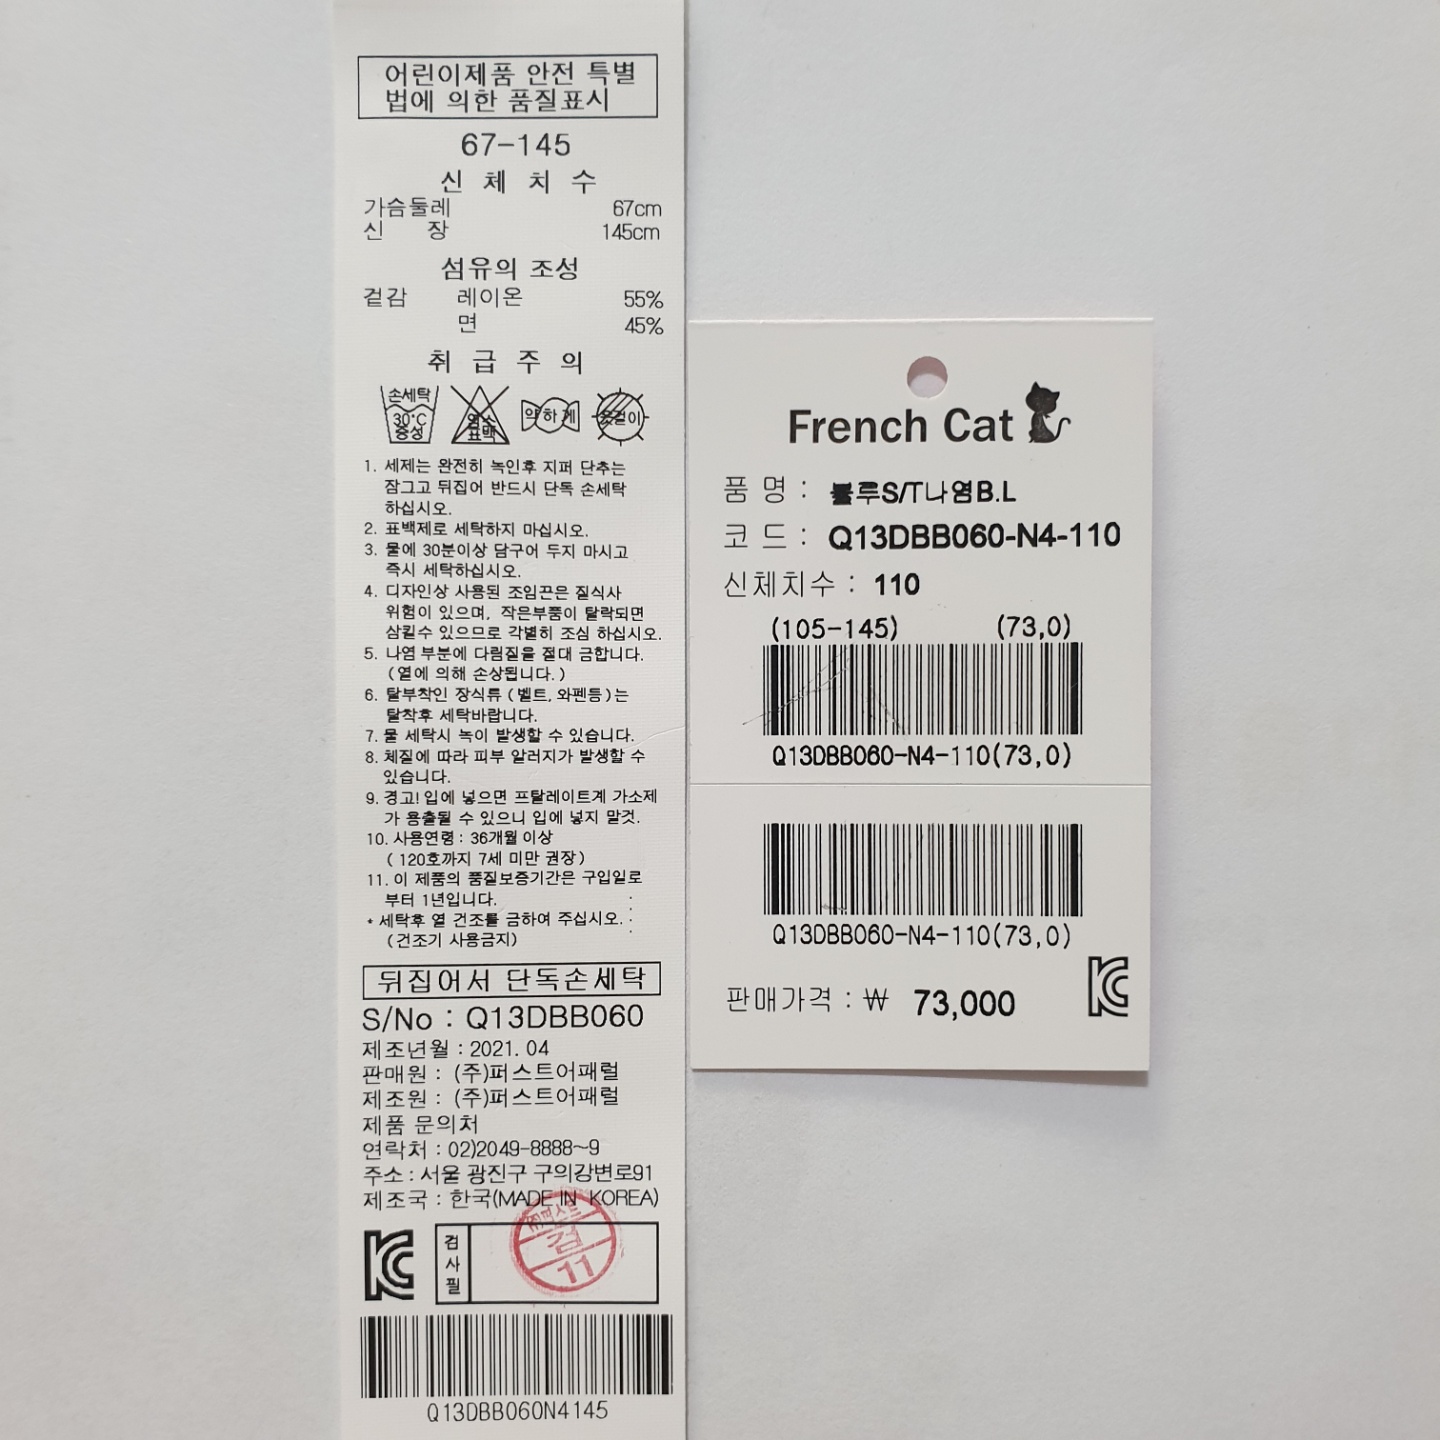 어린이제품 안전 특별
법에 의한 품질표시
67-145
신 체 치 수
가슴둘레 67cm
신 장 145cm
섬유의 조성
겉감 레이온 55%
면 45%
취 급 주 의
손세탁 30°C 중성
염소 표백
약하게
옷걸이
1. 세제는 완전히 녹인후 지퍼 단추는
잠그고 뒤집어 반드시 단독 손세탁
하십시오.
2. 표백제로 세탁하지 마십시오.
3. 물에 30분이상 담구어 두지 마시고
즉시 세탁하십시오.
4. 디자인상 사용된 조임끈은 질식사
위험이 있으며, 작은부품이 탈락되면
삼킬수 있으므로 각별히 조심 하십시오.
5. 나염 부분에 다림질을 절대 금합니다.
(열에 의해 손상됩니다.)
6. 탈부착인 장식류 (벨트, 와펜등)는
탈착후 세탁바랍니다.
7. 물 세탁시 녹이 발생할 수 있습니다.
8. 체질에 따라 피부 알러지가 발생할 수
있습니다.
9. 경고! 입에 넣으면 프탈레이트계 가소제
가 용출될 수 있으니 입에 넣지 말것.
10. 사용연령 : 36개월 이상
( 120호까지 7세 미만 권장 )
11. 이 제품의 품질보증기간은 구입일로
부터 1년입니다.
* 세탁후 열 건조를 금하여 주십시오.
(건조기 사용금지)
뒤집어서 단독손세탁
S/No : Q13DBB060
제조년월 : 2021. 04
판매원 : (주)퍼스트어패럴
제조원 : (주)퍼스트어패럴
제품 문의처
연락처 : 02)2049-8888~9
주소 : 서울 광진구 구의강변로91
제조국 : 한국(MADE IN KOREA)
KC
검사필
(주)퍼스트
검
11
Q13DBB060N4145
French Cat
품 명 : 블루S/T나염B.L
코 드 : Q13DBB060-N4-110
신체치수 : 110
(105-145) (73,0)
Q13DBB060-N4-110(73,0)
Q13DBB060-N4-110(73,0)
판매가격 : ₩ 73,000
KC